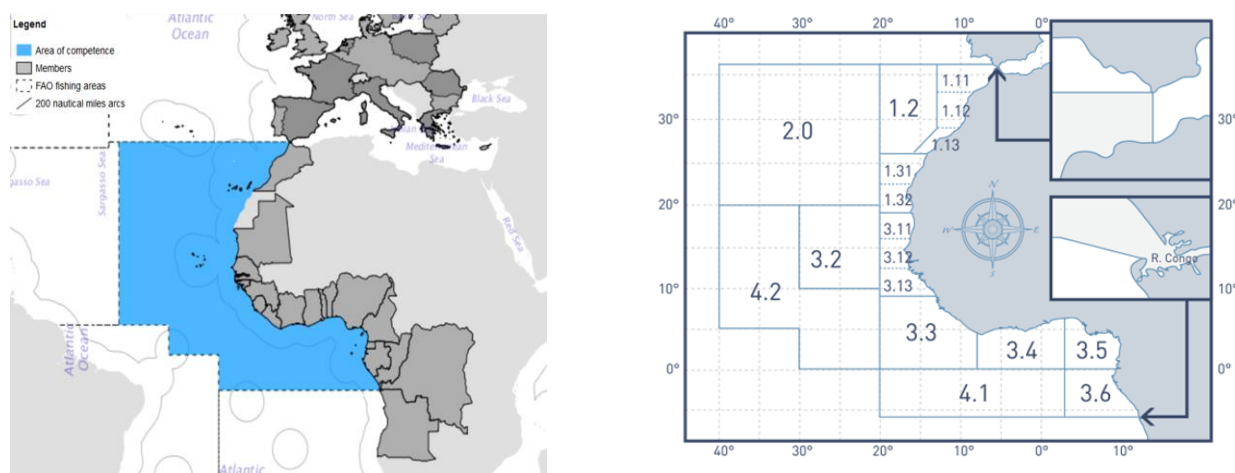 Legend
Area of competence
Members
FAO fishing areas
200 nautical miles arcs
Atlantic
Ocean
North Sea
Black Sea
Mediterranean
Sea
Sargasso Sea
Red Sea
Atlantic
Ocean
Atlantic
40° 30° 20° 10° 0°
1.11
1.2
1.12
30° 2.0 30°
1.13
1.31
1.32
20° 20°
3.11
3.2 3.12 R. Congo
4.2
10° 3.13 10°
3.3 3.4 3.5
0° 0°
4.1 3.6
40° 30° 20° 10° 0° 10°
N
S